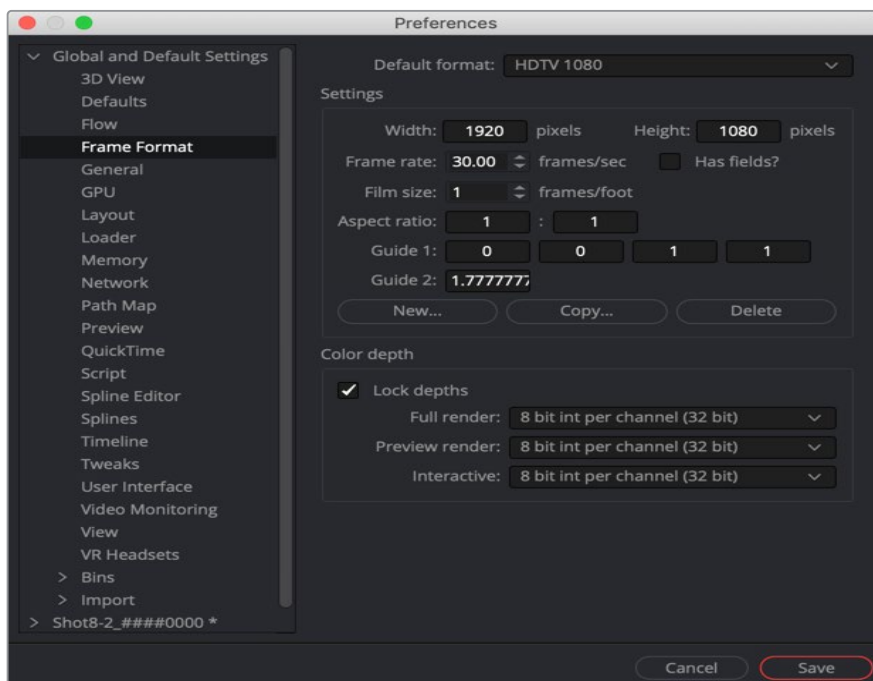 Preferences
Global and Default Settings
3D View
Defaults
Flow
Frame Format
General
GPU
Layout
Loader
Memory
Network
Path Map
Preview
QuickTime
Script
Spline Editor
Splines
Timeline
Tweaks
User Interface
Video Monitoring
View
VR Headsets
Bins
Import
Shot8-2_####0000 *
Default format: HDTV 1080
Settings
Width: 1920 pixels Height: 1080 pixels
Frame rate: 30.00 frames/sec Has fields?
Film size: 1 frames/foot
Aspect ratio: 1 : 1
Guide 1: 0 0 1 1
Guide 2: 1.7777777
New... Copy... Delete
Color depth
Lock depths
Full render: 8 bit int per channel (32 bit)
Preview render: 8 bit int per channel (32 bit)
Interactive: 8 bit int per channel (32 bit)
Cancel Save